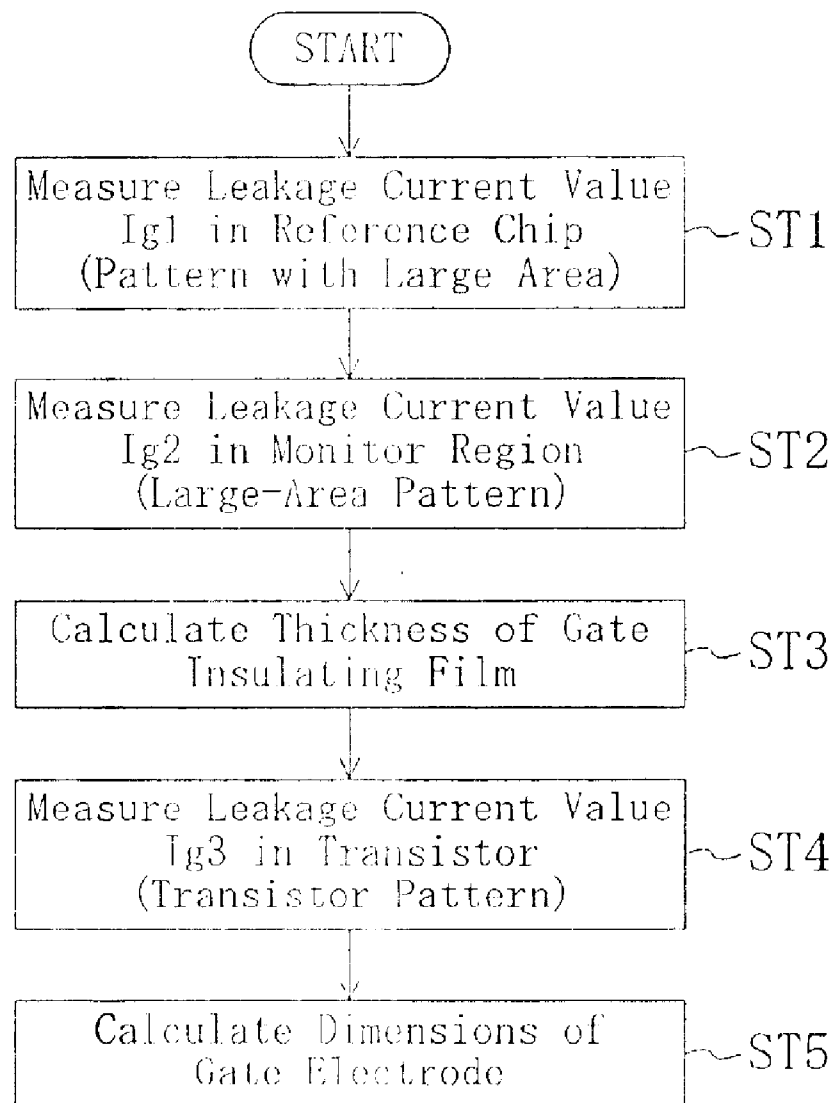 START
Measure Leakage Current Value
Ig1 in Reference Chip
(Pattern with Large Area)
ST1
Measure Leakage Current Value
Ig2 in Monitor Region
(Large-Area Pattern)
ST2
Calculate Thickness of Gate
Insulating Film
ST3
Measure Leakage Current Value
Ig3 in Transistor
(Transistor Pattern)
ST4
Calculate Dimensions of
Gate Electrode
ST5